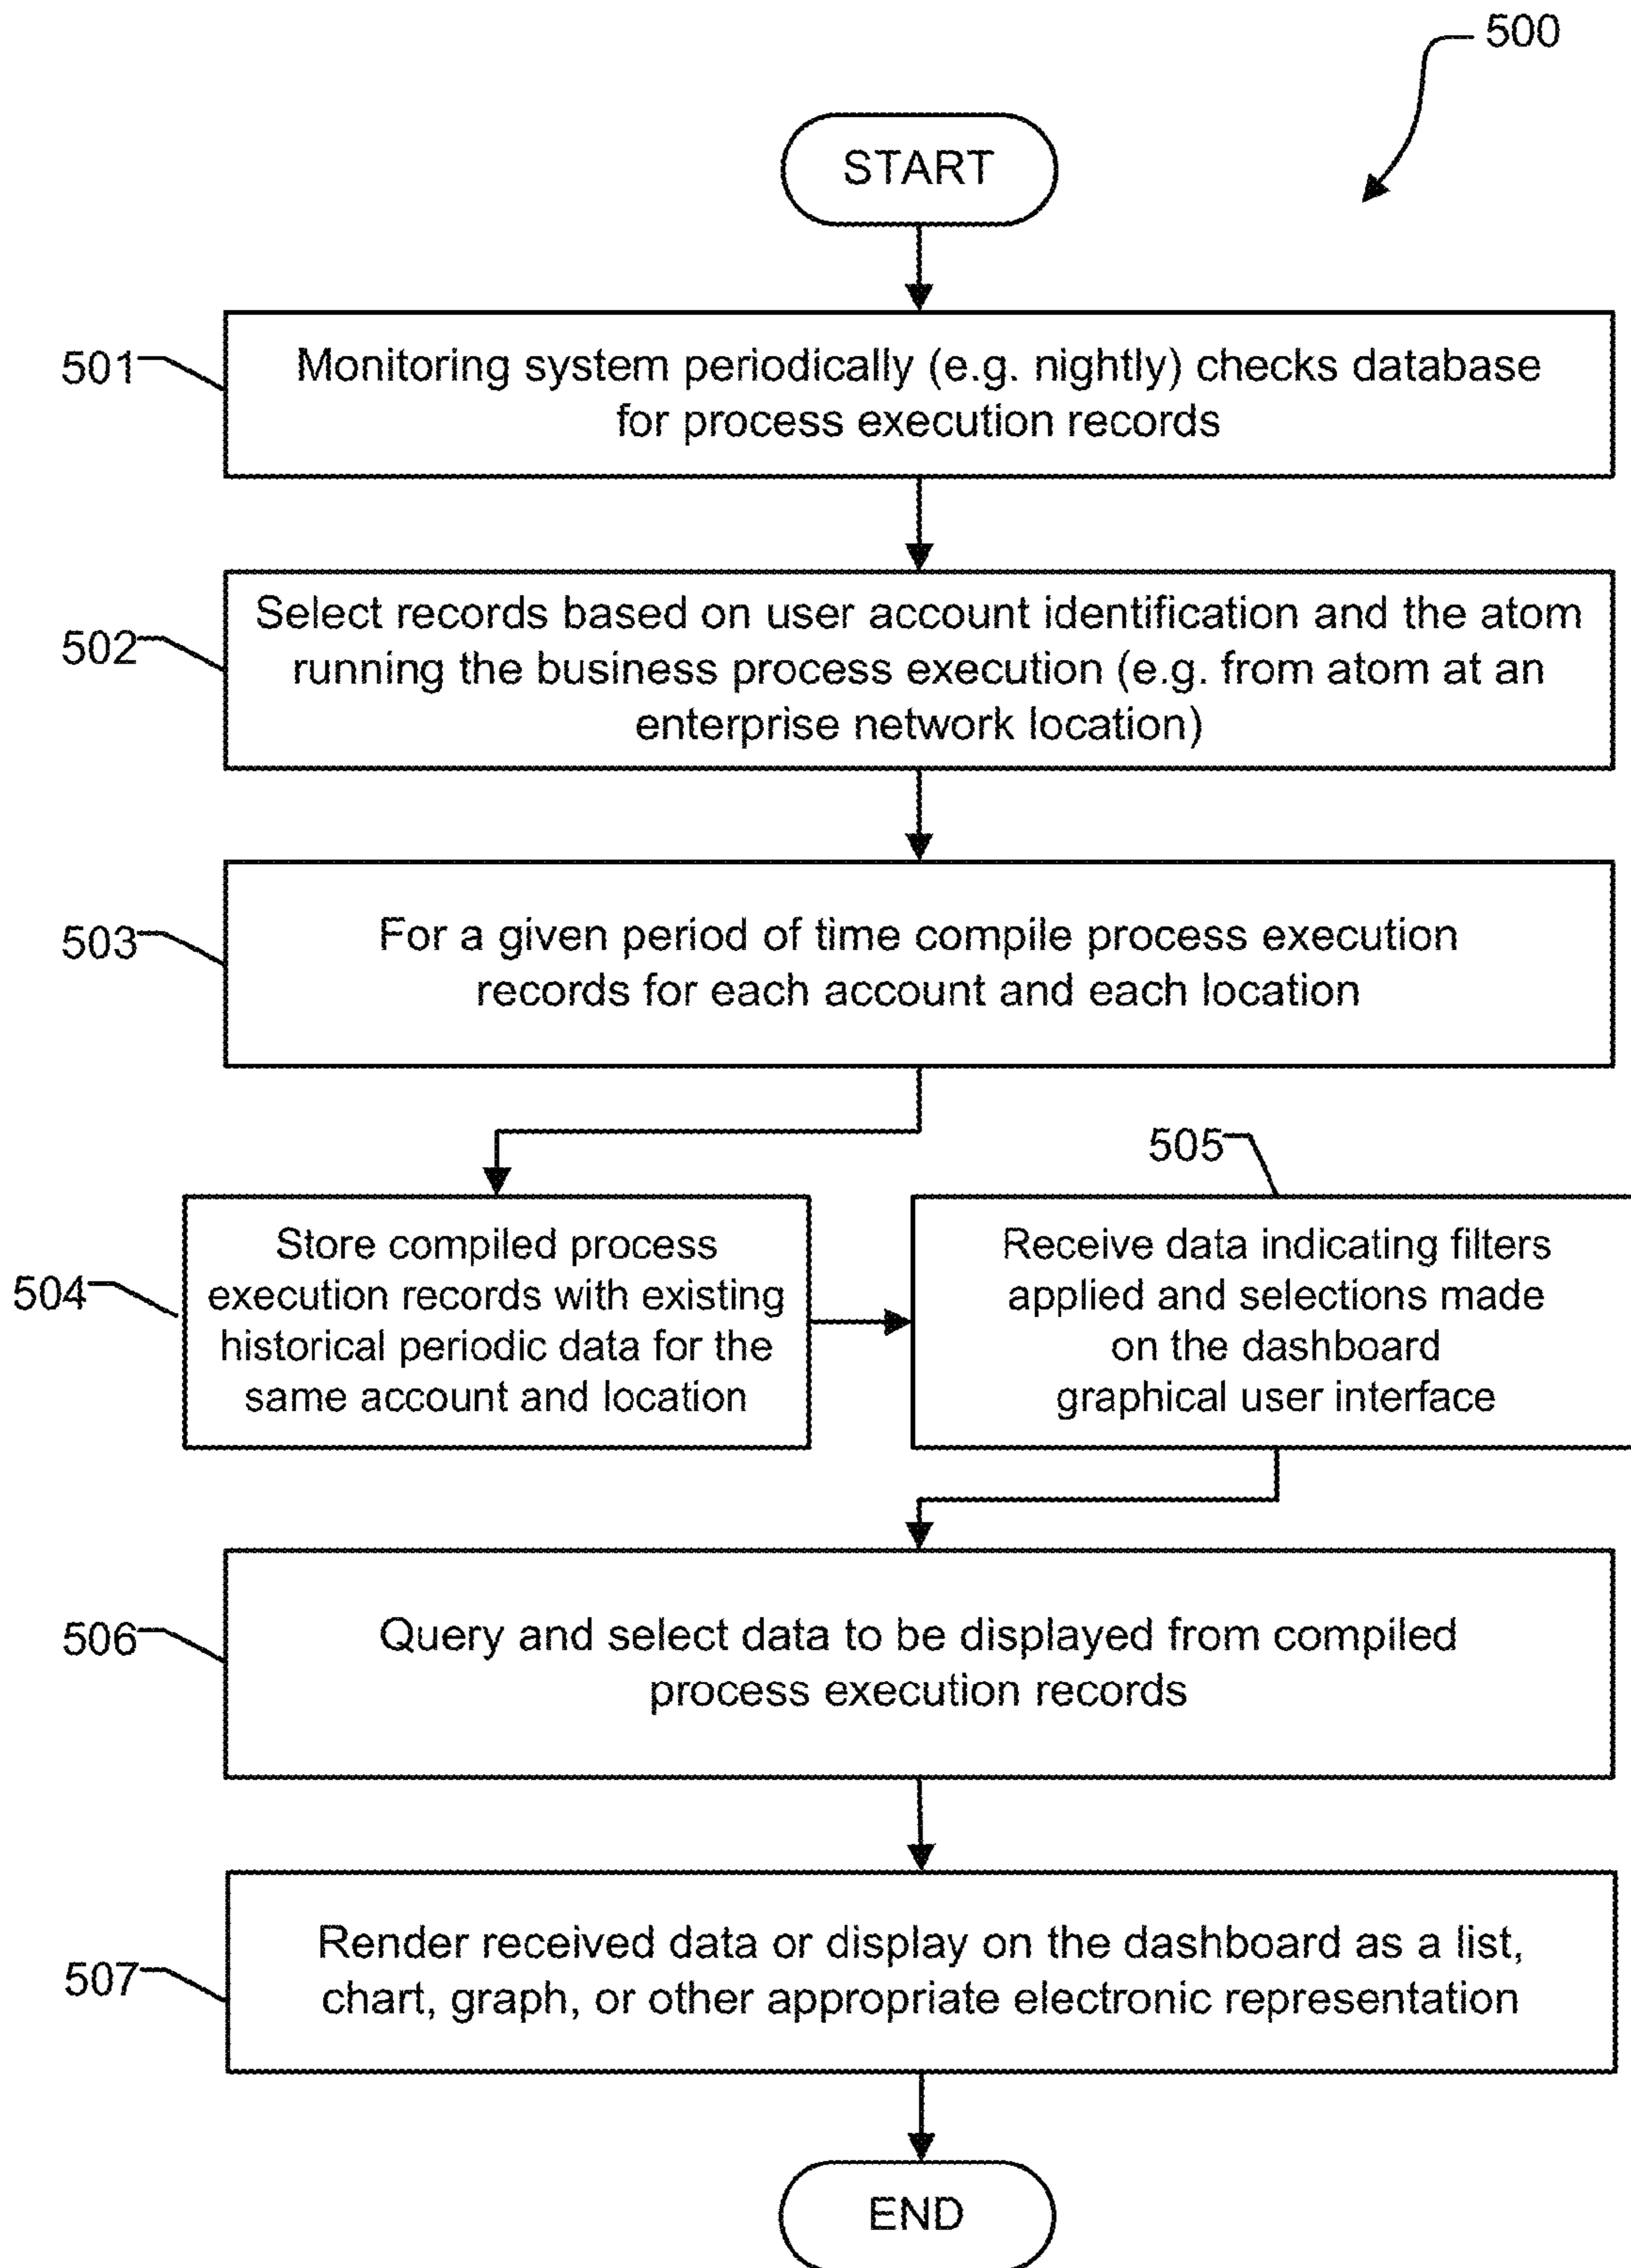 500
START
501
Monitoring system periodically (e.g. nightly) checks database
for process execution records
502
Select records based on user account identification and the atom
running the business process execution (e.g. from atom at an
enterprise network location)
503
For a given period of time compile process execution
records for each account and each location
504
Store compiled process
execution records with existing
historical periodic data for the
same account and location
505
Receive data indicating filters
applied and selections made
on the dashboard
graphical user interface
506
Query and select data to be displayed from compiled
process execution records
507
Render received data or display on the dashboard as a list,
chart, graph, or other appropriate electronic representation
END